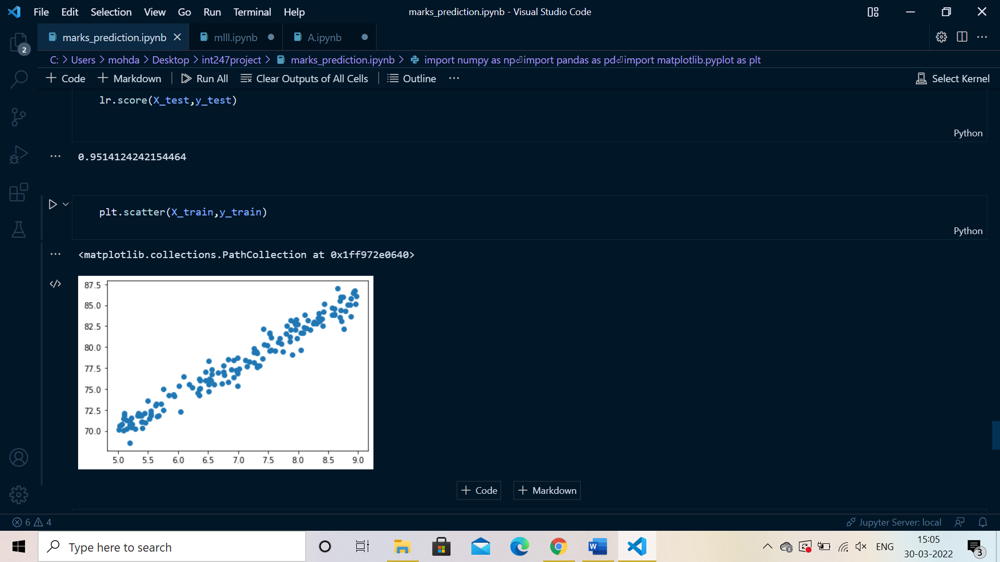 File Edit Selection View Go Run Terminal Help
marks_prediction.ipynb - Visual Studio Code
marks_prediction.ipynb mlll.ipynb A.ipynb
2
C: > Users > mohda > Desktop > int247project > marks_prediction.ipynb > import numpy as np⏎import pandas as pd⏎import matplotlib.pyplot as plt
+ Code + Markdown Run All Clear Outputs of All Cells Outline ... Select Kernel
lr.score(X_test,y_test)
Python
... 0.9514124242154464
plt.scatter(X_train,y_train)
Python
... <matplotlib.collections.PathCollection at 0x1ff972e0640>
</>
87.5
85.0
82.5
80.0
77.5
75.0
72.5
70.0
5.0 5.5 6.0 6.5 7.0 7.5 8.0 8.5 9.0
+ Code + Markdown
6 4 Jupyter Server: local
Type here to search
W
ENG
15:05
30-03-2022
3